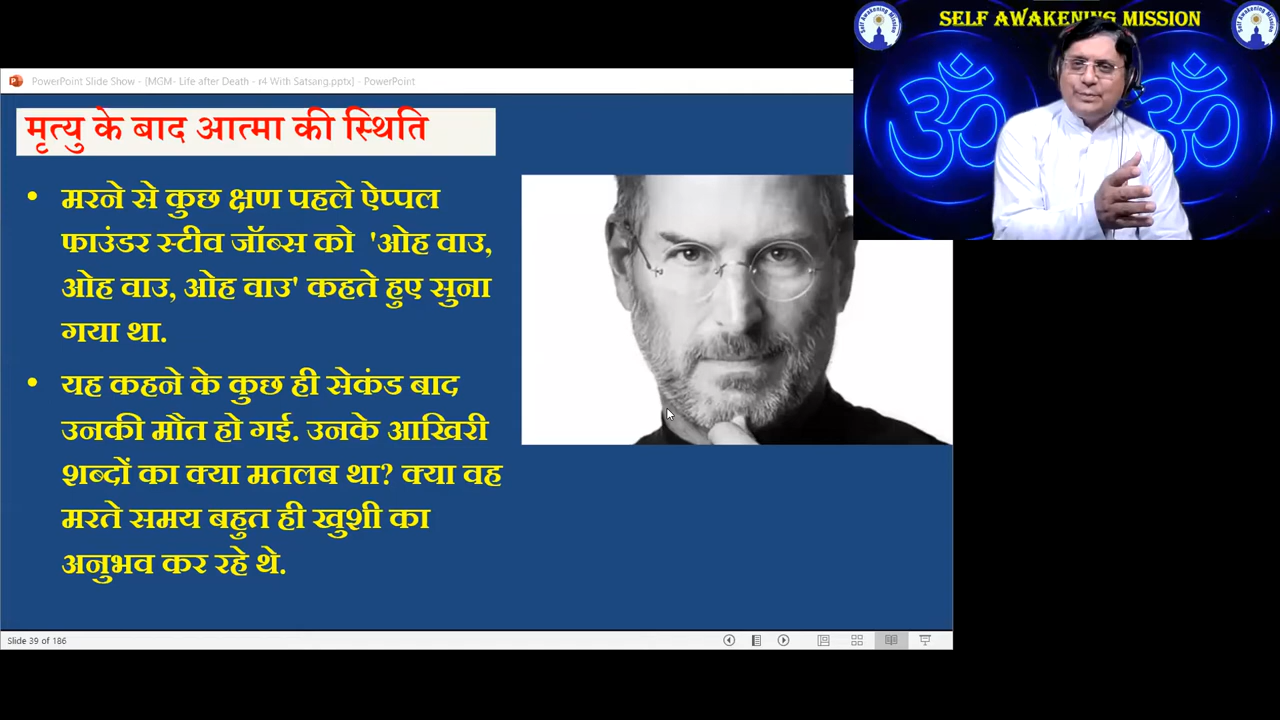 SELF AWAKENING MISSION
PowerPoint Slide Show - [MGM- Life after Death - r4 With Satsang.pptx] - PowerPoint
मृत्यु के बाद आत्मा की स्थिति
• मरने से कुछ क्षण पहले ऐप्पल
फाउंडर स्टीव जॉब्स को 'ओह वाउ,
ओह वाउ, ओह वाउ' कहते हुए सुना
गया था.
• यह कहने के कुछ ही सेकंड बाद
उनकी मौत हो गई. उनके आखिरी
शब्दों का क्या मतलब था? क्या वह
मरते समय बहुत ही खुशी का
अनुभव कर रहे थे.
Slide 39 of 186
ॐ
ॐ